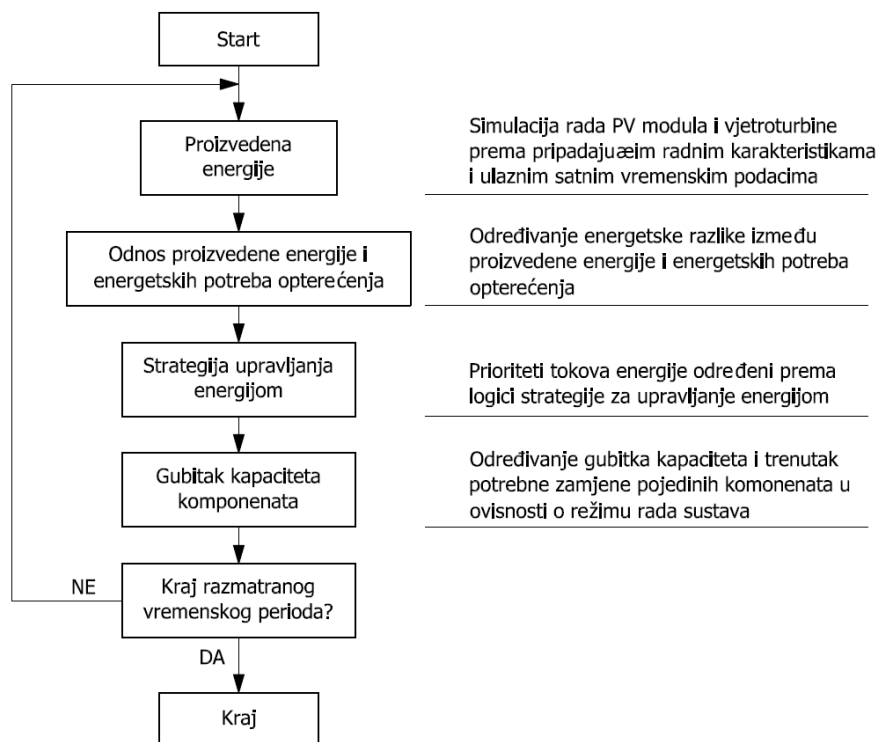 Start
Proizvedena
energije
Simulacija rada PV modula i vjetroturbine
prema pripadajuæim radnim karakteristikama
i ulaznim satnim vremenskim podacima
Odnos proizvedene energije i
energetskih potreba opterećenja
Određivanje energetske razlike između
proizvedene energije i energetskih potreba
opterećenja
Strategija upravljanja
energijom
Prioriteti tokova energije određeni prema
logici strategije za upravljanje energijom
Gubitak kapaciteta
komponenata
Određivanje gubitka kapaciteta i trenutak
potrebne zamjene pojedinih komonenata u
ovisnosti o režimu rada sustava
NE
Kraj razmatranog
vremenskog perioda?
DA
Kraj